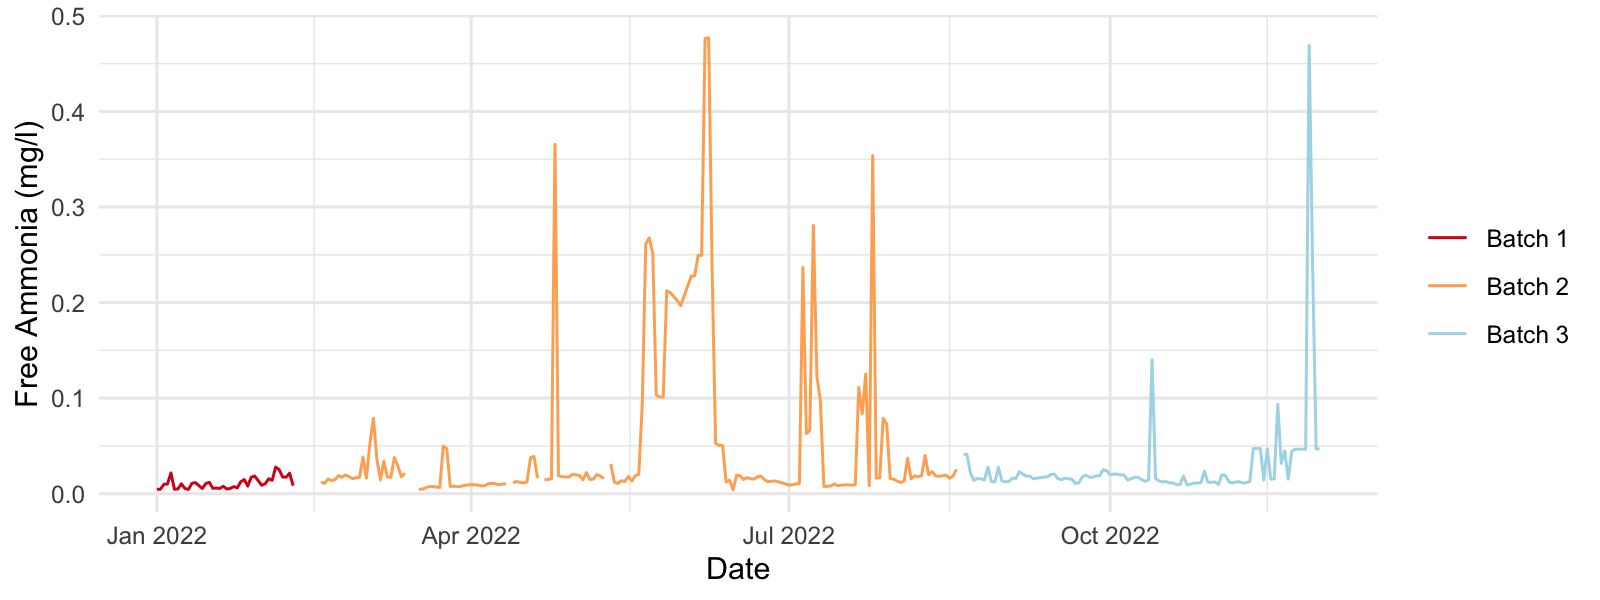 Free Ammonia (mg/l)
0.5
0.4
0.3
0.2
0.1
0.0
Jan 2022
Apr 2022
Jul 2022
Oct 2022
Date
Batch 1
Batch 2
Batch 3